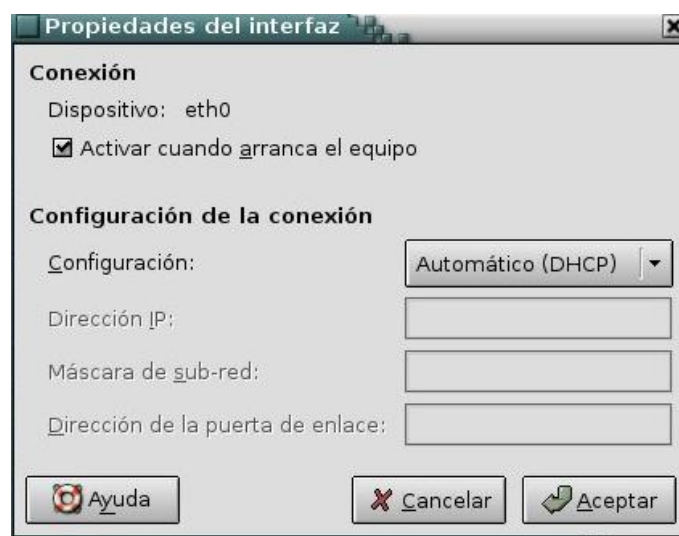 Propiedades del interfaz
Conexión
Dispositivo: eth0
Activar cuando arranca el equipo
Configuración de la conexión
Configuración: Automático (DHCP)
Dirección IP:
Máscara de sub-red:
Dirección de la puerta de enlace:
Ayuda Cancelar Aceptar